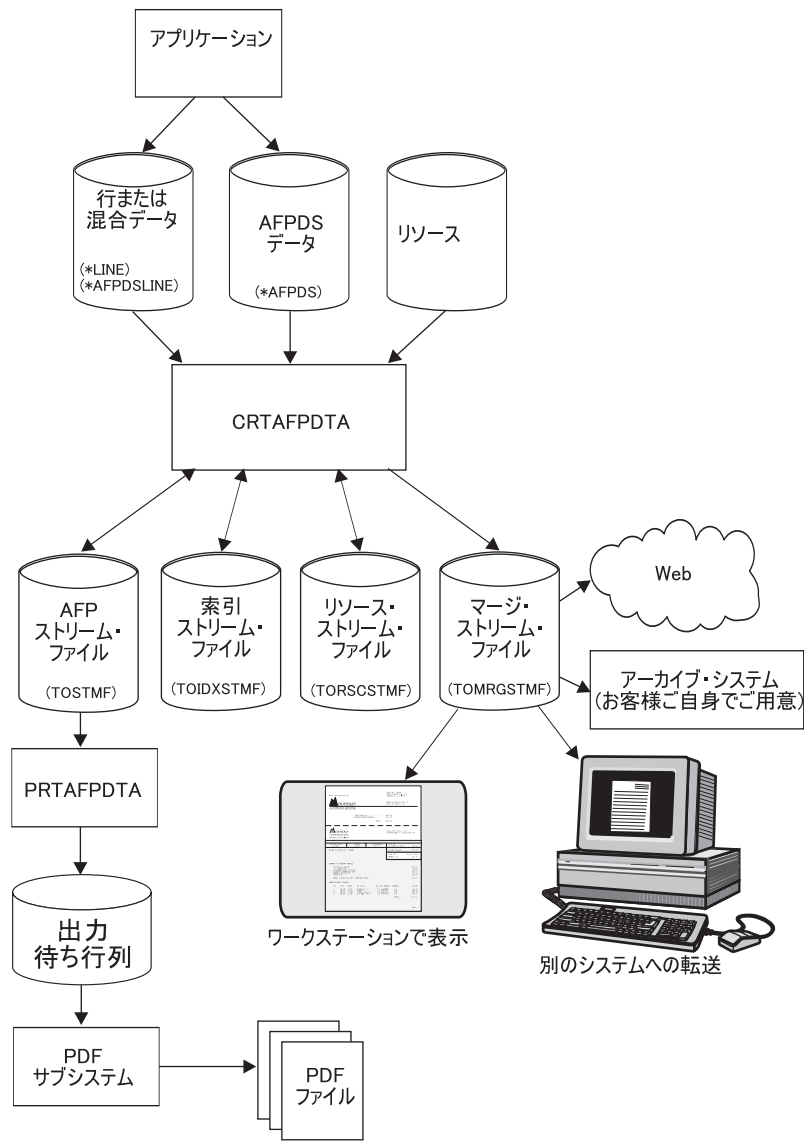 アプリケーション
行または
混合データ
(*LINE)
(*AFPDSLINE)
AFPDS
データ
(*AFPDS)
リソース
CRTAFPDTA
AFP
ストリーム・
ファイル
(TOSTMF)
索引
ストリーム・
ファイル
(TOIDXSTMF)
リソース・
ストリーム・
ファイル
(TORSCSTMF)
マージ・
ストリーム・
ファイル
(TOMRGSTMF)
Web
アーカイブ・システム
(お客様ご自身でご用意)
PRTAFPDTA
ワークステーションで表示
別のシステムへの転送
出力
待ち行列
PDF
サブシステム
PDF
ファイル